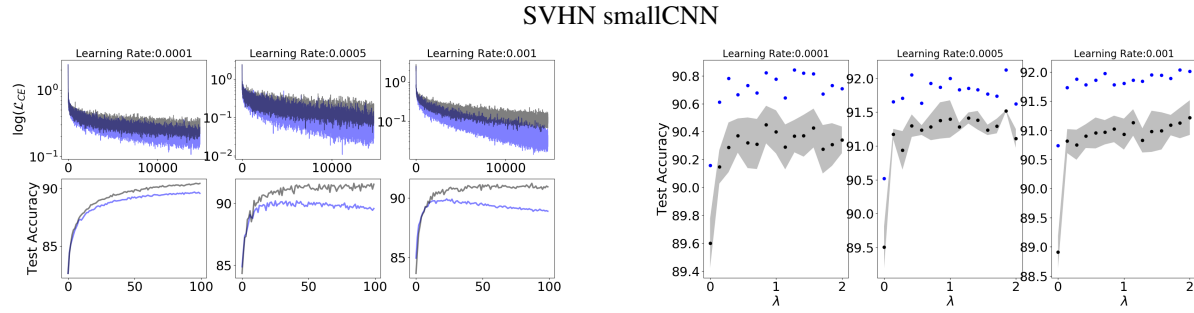 SVHN smallCNN
Learning Rate:0.0001 Learning Rate:0.0005 Learning Rate:0.001
log(ℒ_CE)
10⁰
10⁻¹
0 10000
10⁰
10⁻¹
10⁻²
0 10000
10⁰
10⁻¹
0 10000
Test Accuracy
90
85
0 50 100
90
85
0 50 100
90
85
0 50 100
Learning Rate:0.0001 Learning Rate:0.0005 Learning Rate:0.001
Test Accuracy
90.8
90.6
90.4
90.2
90.0
89.8
89.6
89.4
0 1 2
λ
92.0
91.5
91.0
90.5
90.0
89.5
0 1 2
λ
92.0
91.5
91.0
90.5
90.0
89.5
89.0
88.5
0 1 2
λ